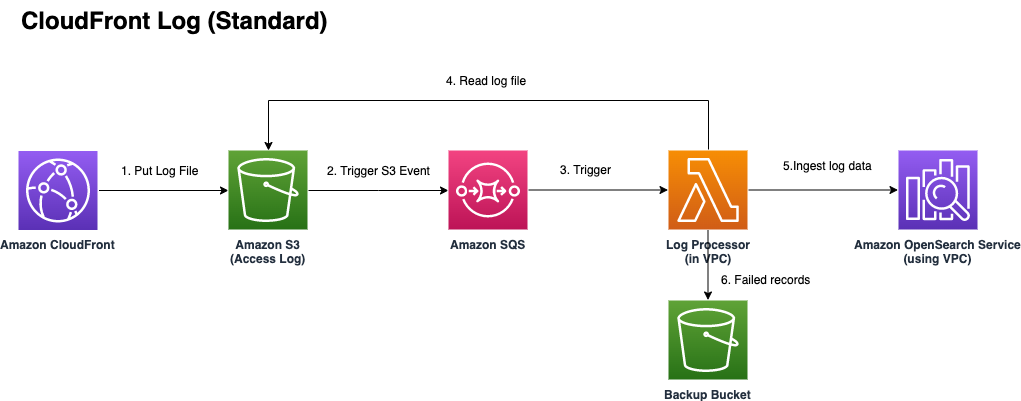 CloudFront Log (Standard)
4. Read log file
1. Put Log File
2. Trigger S3 Event
3. Trigger
5.Ingest log data
Amazon CloudFront
Amazon S3
(Access Log)
Amazon SQS
Log Processor
(in VPC)
Amazon OpenSearch Service
(using VPC)
6. Failed records
Backup Bucket